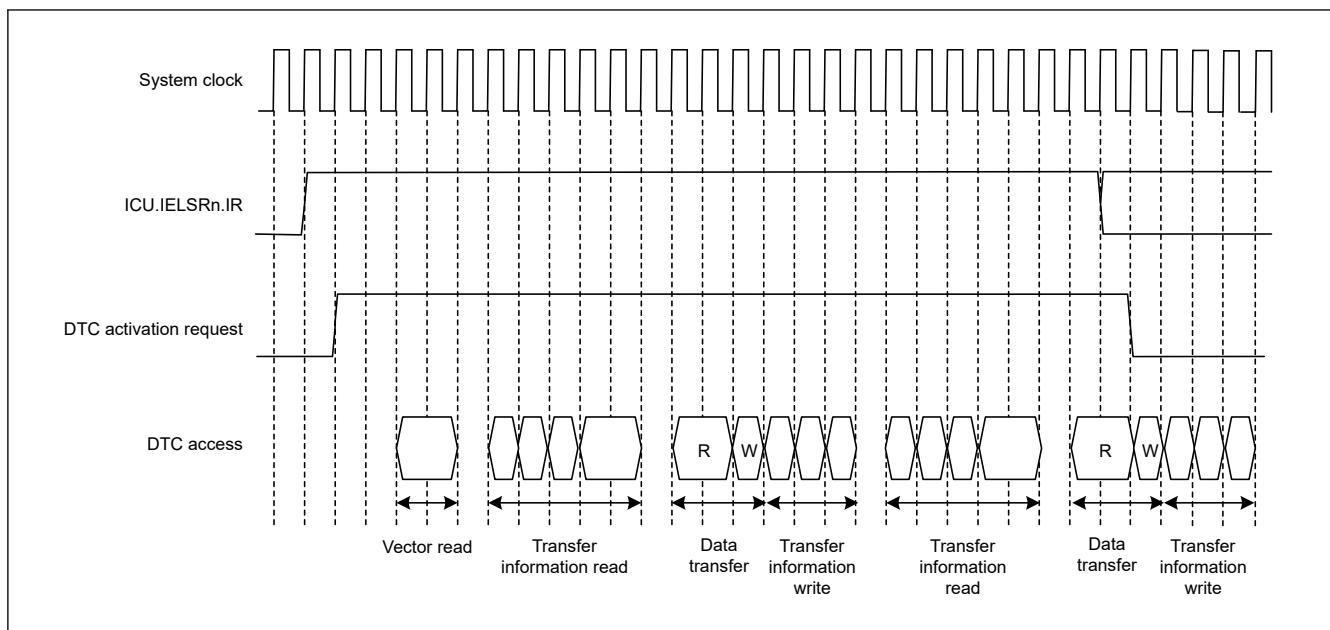 System clock
ICU.IELSRn.IR
DTC activation request
DTC access
R
W
R
W
Vector read
Transfer
information read
Data
transfer
Transfer
information
write
Transfer
information
read
Data
transfer
Transfer
information
write